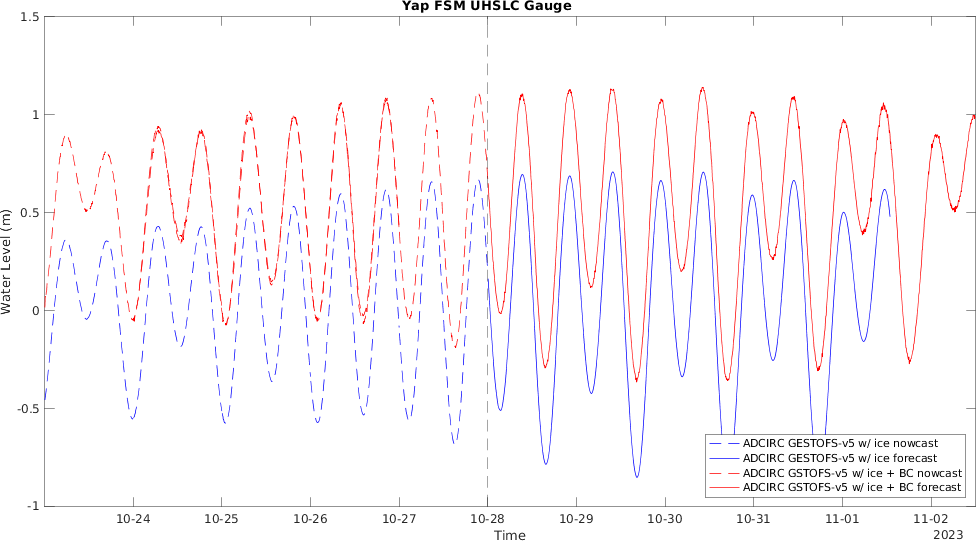 Yap FSM UHSLC Gauge
1.5
1
0.5
0
-0.5
-1
Water Level (m)
10-24 10-25 10-26 10-27 10-28 10-29 10-30 10-31 11-01 11-02
Time
2023
ADCIRC GESTOFS-v5 w/ ice nowcast
ADCIRC GESTOFS-v5 w/ ice forecast
ADCIRC GSTOFS-v5 w/ ice + BC nowcast
ADCIRC GSTOFS-v5 w/ ice + BC forecast